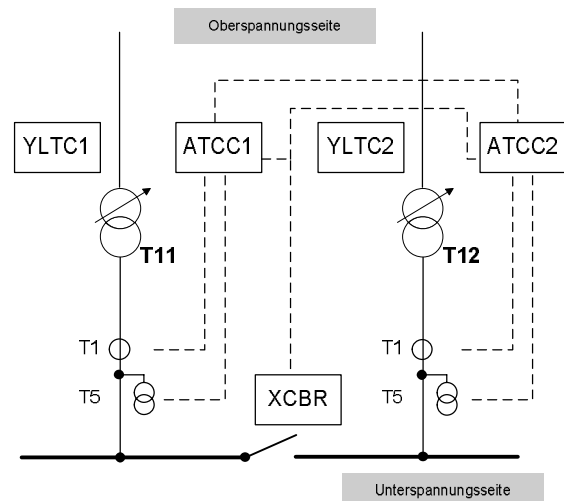 Oberspannungsseite
YLTC1
ATCC1
YLTC2
ATCC2
T11
T12
T1
T1
T5
T5
XCBR
Unterspannungsseite